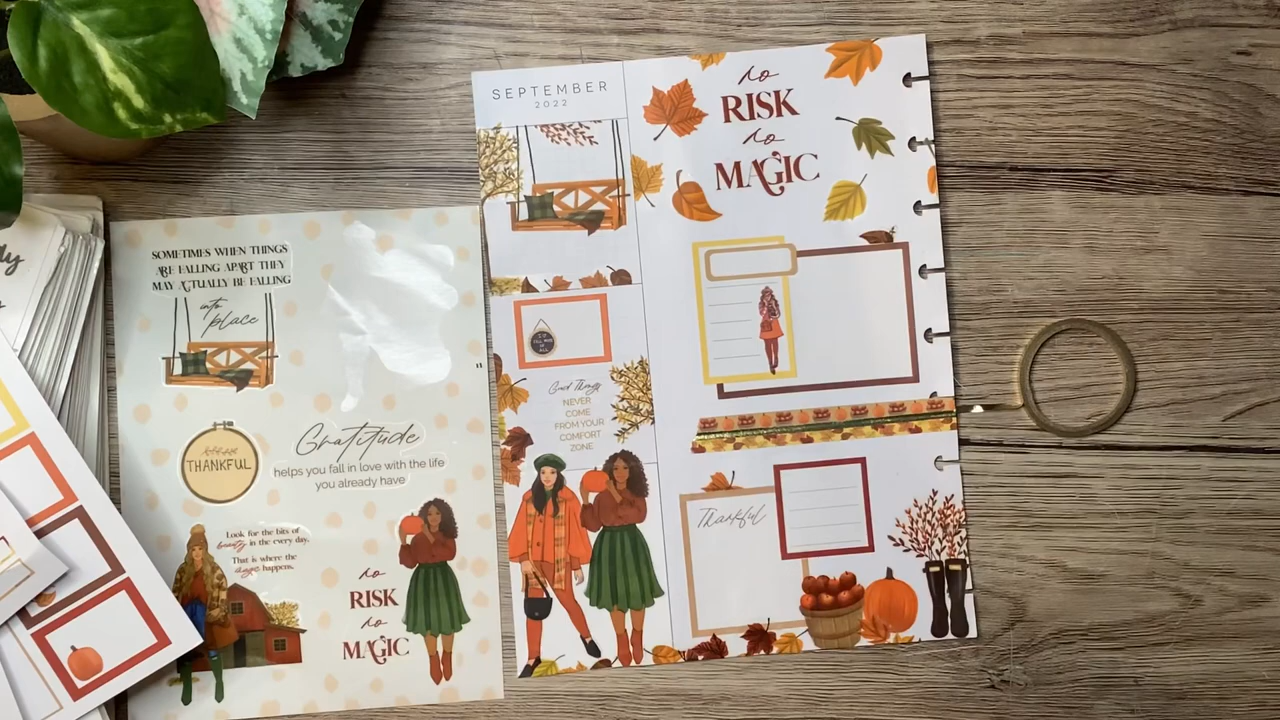 SOMETIMES WHEN THINGS
ARE FALLING APART THEY
MAY ACTUALLY BE FALLING
into
place
THANKFUL
Gratitude
helps you fall in love with the life
you already have
Look for the bits of
beauty in the every day.
That is where the
magic happens.
no
RISK
no
MAGIC
SEPTEMBER
2022
Good Things
NEVER
COME
FROM YOUR
COMFORT
ZONE
no
RISK
no
MAGIC
Thankful